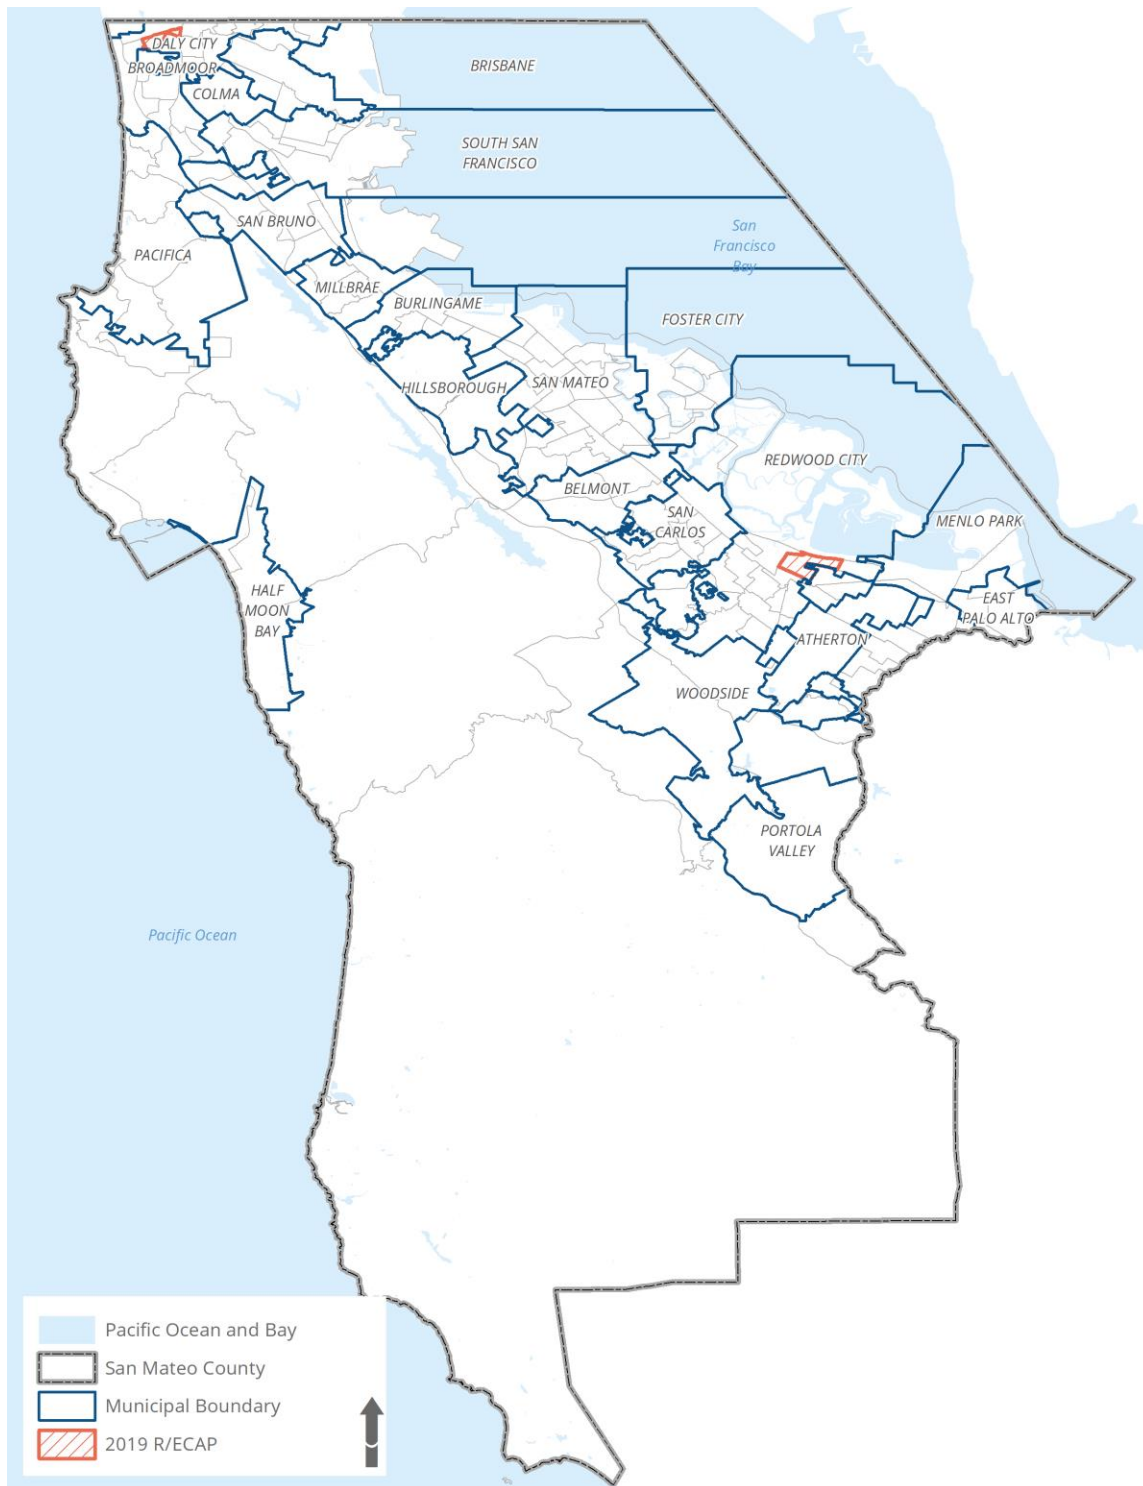 DALY CITY
BROADMOOR
COLMA
BRISBANE
SOUTH SAN
FRANCISCO
SAN BRUNO
San
Francisco
Bay
PACIFICA
MILLBRAE
BURLINGAME
FOSTER CITY
HILLSBOROUGH
SAN MATEO
REDWOOD CITY
BELMONT
SAN
CARLOS
MENLO PARK
HALF
MOON
BAY
EAST
PALO ALTO
ATHERTON
WOODSIDE
PORTOLA
VALLEY
Pacific Ocean
Pacific Ocean and Bay
San Mateo County
Municipal Boundary
2019 R/ECAP